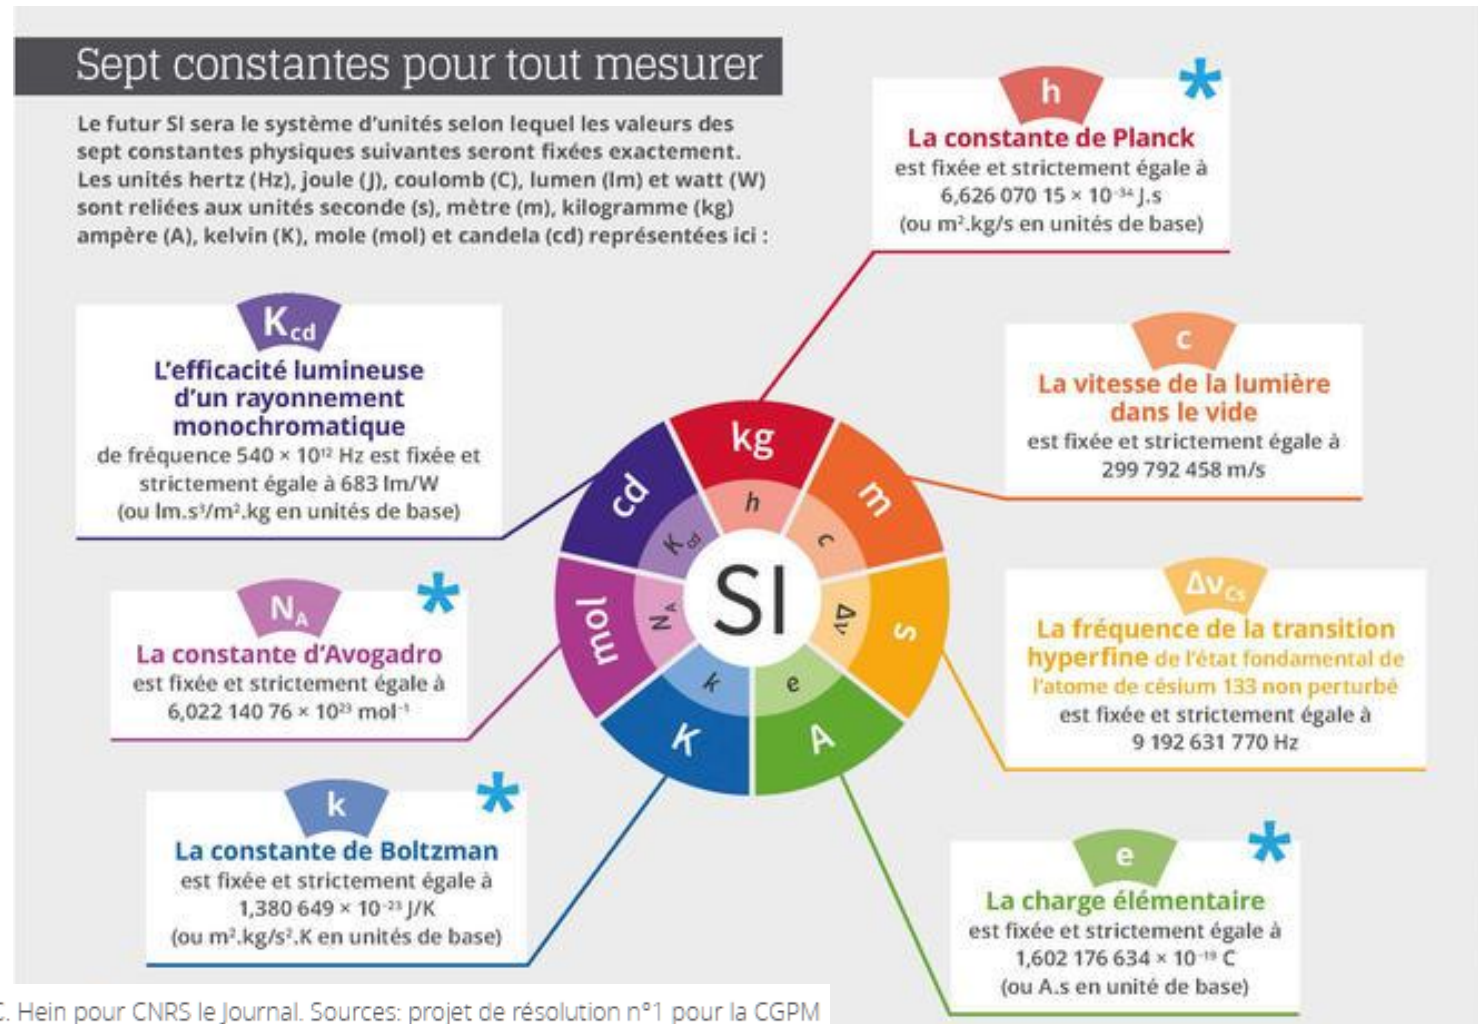 Sept constantes pour tout mesurer
Le futur SI sera le système d'unités selon lequel les valeurs des
sept constantes physiques suivantes seront fixées exactement.
Les unités hertz (Hz), joule (J), coulomb (C), lumen (lm) et watt (W)
sont reliées aux unités seconde (s), mètre (m), kilogramme (kg)
ampère (A), kelvin (K), mole (mol) et candela (cd) représentées ici :
h
*
La constante de Planck
est fixée et strictement égale à
6,626 070 15 × 10⁻³⁴ J.s
(ou m².kg/s en unités de base)
K cd
L'efficacité lumineuse
d'un rayonnement
monochromatique
de fréquence 540 × 10¹² Hz est fixée et
strictement égale à 683 lm/W
(ou lm.s³/m².kg en unités de base)
c
La vitesse de la lumière
dans le vide
est fixée et strictement égale à
299 792 458 m/s
kg
h
m
c
s
Δν
A
e
K
k
mol
N A
cd
K cd
SI
N A
*
La constante d'Avogadro
est fixée et strictement égale à
6,022 140 76 × 10²³ mol⁻¹
Δν Cs
La fréquence de la transition
hyperfine de l'état fondamental de
l'atome de césium 133 non perturbé
est fixée et strictement égale à
9 192 631 770 Hz
k
*
La constante de Boltzman
est fixée et strictement égale à
1,380 649 × 10⁻²³ J/K
(ou m².kg/s².K en unités de base)
e
*
La charge élémentaire
est fixée et strictement égale à
1,602 176 634 × 10⁻¹⁹ C
(ou A.s en unité de base)
C. Hein pour CNRS le Journal. Sources: projet de résolution n°1 pour la CGPM